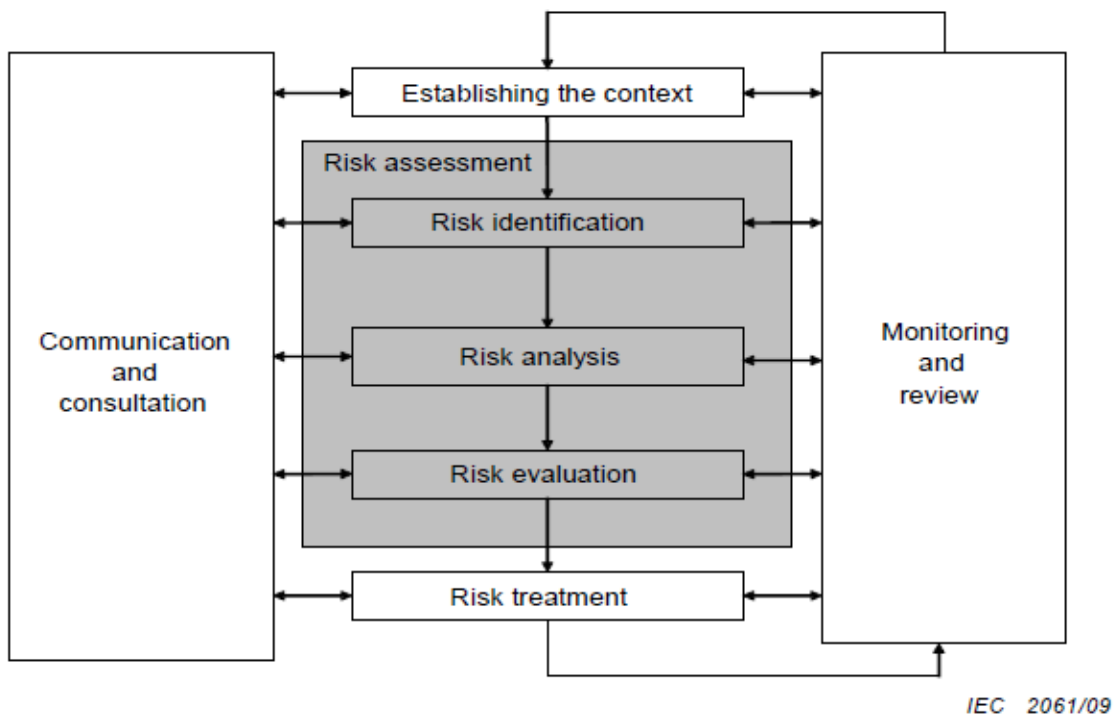 Establishing the context
Risk assessment
Risk identification
Communication
and
consultation
Risk analysis
Monitoring
and
review
Risk evaluation
Risk treatment
IEC 2061/09